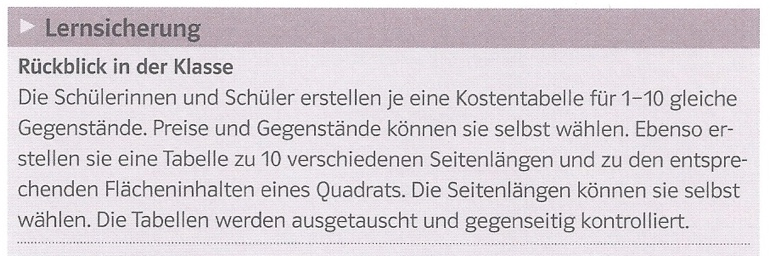 Lernsicherung
Rückblick in der Klasse
Die Schülerinnen und Schüler erstellen je eine Kostentabelle für 1–10 gleiche
Gegenstände. Preise und Gegenstände können sie selbst wählen. Ebenso er-
stellen sie eine Tabelle zu 10 verschiedenen Seitenlängen und zu den entspre-
chenden Flächeninhalten eines Quadrats. Die Seitenlängen können sie selbst
wählen. Die Tabellen werden ausgetauscht und gegenseitig kontrolliert.